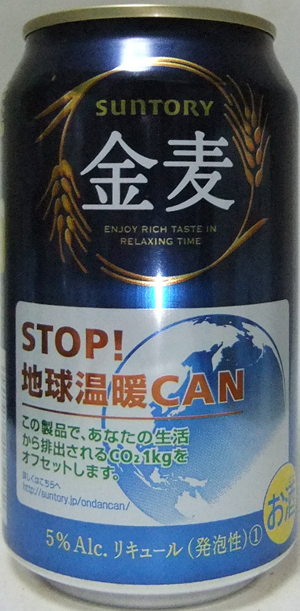 SUNTORY
金麦
ENJOY RICH TASTE IN
RELAXING TIME
STOP!
地球温暖CAN
この製品で、あなたの生活
から排出されるCO2 1kgを
オフセットします。
詳しくはこちらへ
http://suntory.jp/ondancan/
お酒
5% Alc. リキュール (発泡性)①